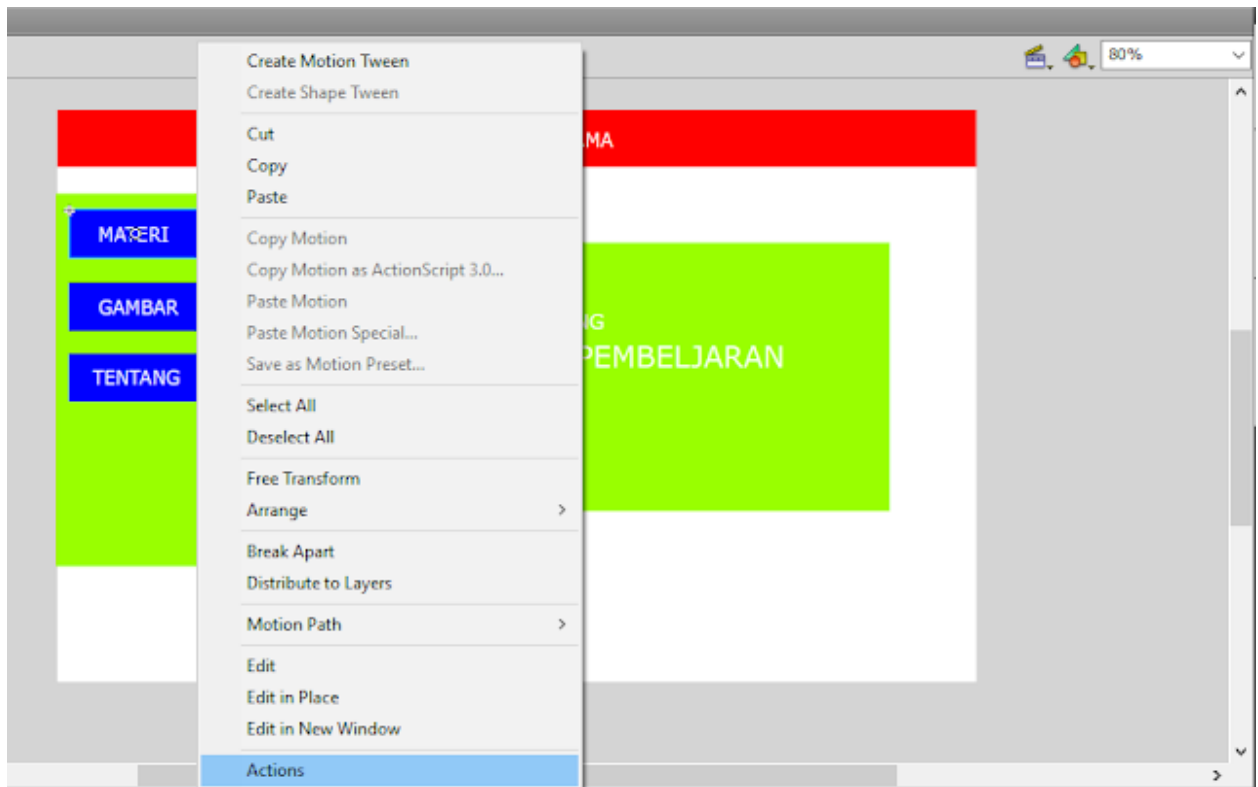 80%
Create Motion Tween
Create Shape Tween
Cut
Copy
Paste
Copy Motion
Copy Motion as ActionScript 3.0...
Paste Motion
Paste Motion Special...
Save as Motion Preset...
Select All
Deselect All
Free Transform
Arrange
Break Apart
Distribute to Layers
Motion Path
Edit
Edit in Place
Edit in New Window
Actions
MATERI
GAMBAR
TENTANG
PEMBELJARAN